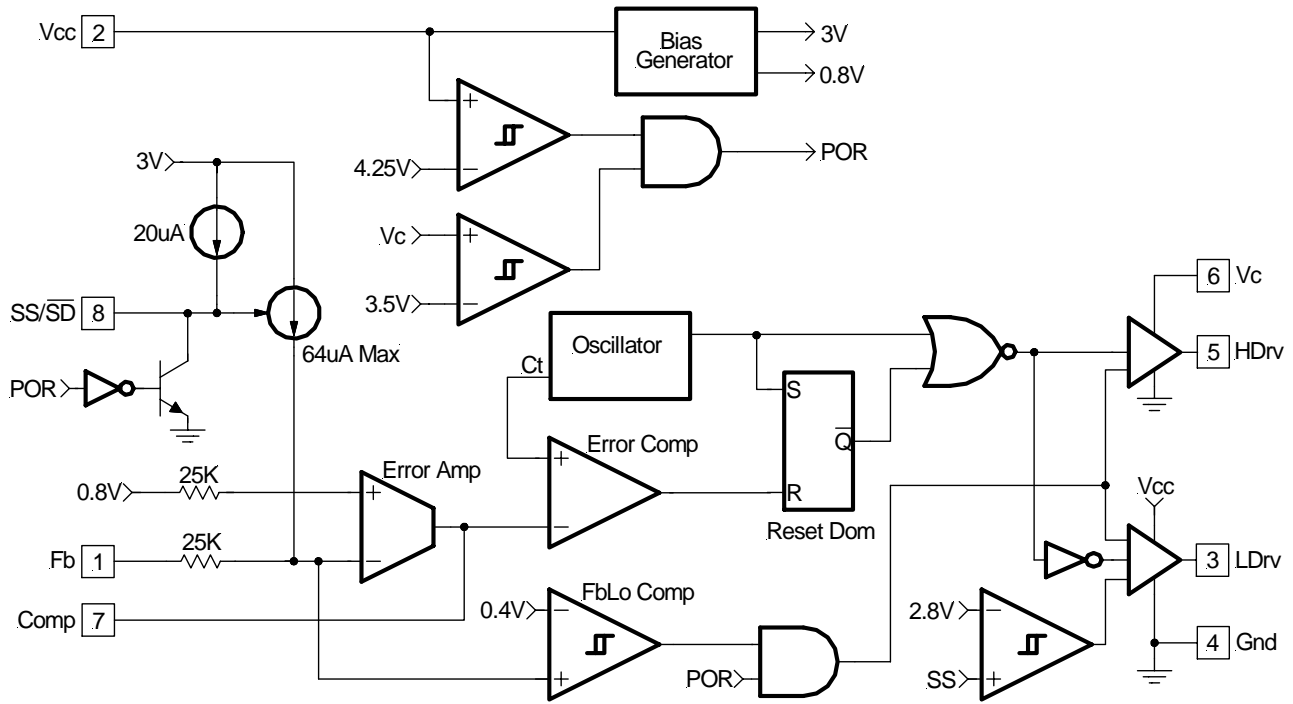 Vcc 2
Bias
Generator
3V
0.8V
+
4.25V −
POR
3V
20uA
Vc +
3.5V −
SS/SD 8
64uA Max
POR
6 Vc
5 HDrv
Oscillator
Ct
S
Q
R
Reset Dom
Error Comp
+
−
Error Amp
0.8V 25K +
Fb 1 25K −
Comp 7
FbLo Comp
0.4V −
+
POR
Vcc
3 LDrv
2.8V −
SS +
4 Gnd